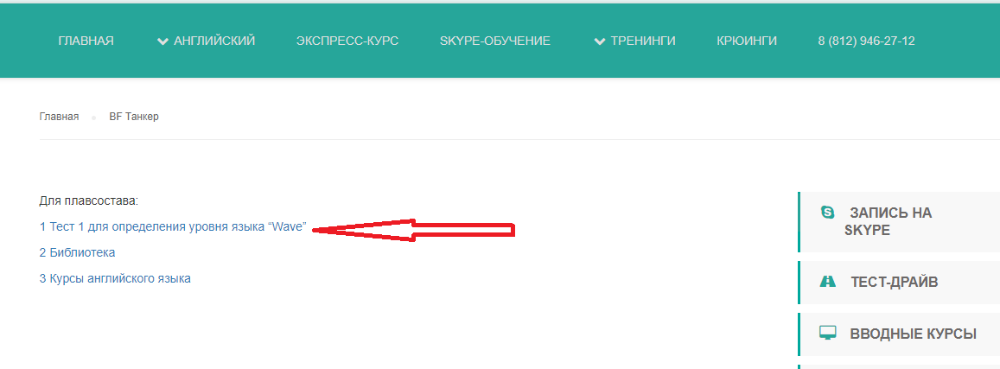 ГЛАВНАЯ АНГЛИЙСКИЙ ЭКСПРЕСС-КУРС SKYPE-ОБУЧЕНИЕ ТРЕНИНГИ КРЮИНГИ 8 (812) 946-27-12
Главная BF Танкер
Для плавсостава:
1 Тест 1 для определения уровня языка “Wave”
2 Библиотека
3 Курсы английского языка
ЗАПИСЬ НА
SKYPE
ТЕСТ-ДРАЙВ
ВВОДНЫЕ КУРСЫ